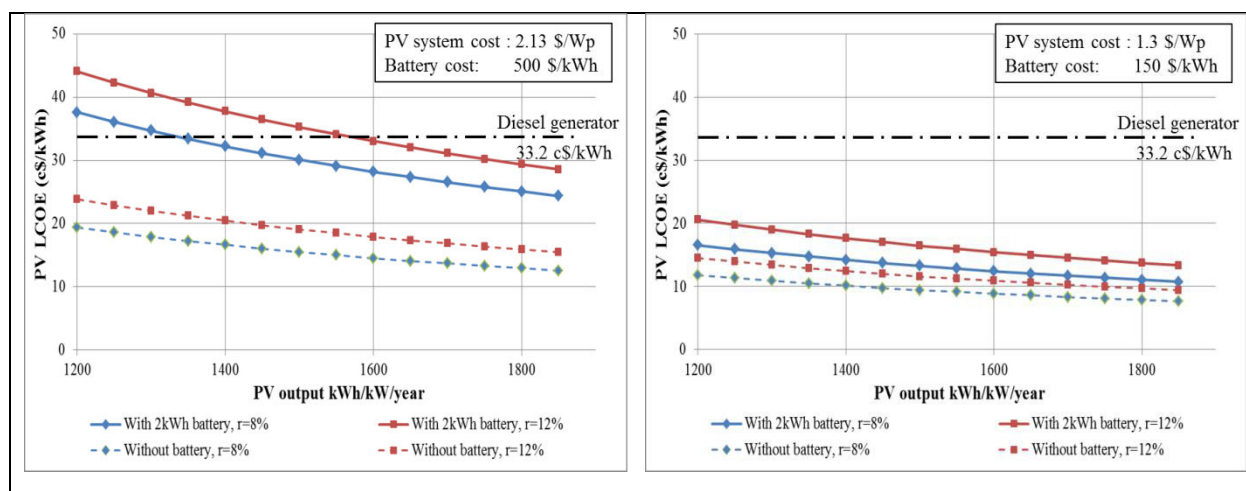 50
40
30
20
10
0
PV LCOE (c$/kWh)
PV system cost : 2.13 $/Wp
Battery cost: 500 $/kWh
Diesel generator
33.2 c$/kWh
1200 1400 1600 1800
PV output kWh/kW/year
With 2kWh battery, r=8%
With 2kWh battery, r=12%
Without battery, r=8%
Without battery, r=12%
50
40
30
20
10
0
PV LCOE (c$/kWh)
PV system cost : 1.3 $/Wp
Battery cost: 150 $/kWh
Diesel generator
33.2 c$/kWh
1200 1400 1600 1800
PV output kWh/kW/year
With 2kWh battery, r=8%
With 2kWh battery, r=12%
Without battery, r=8%
Without battery, r=12%